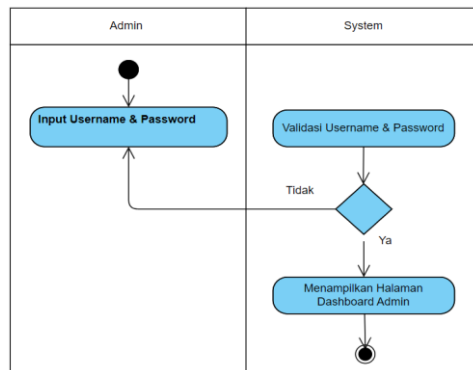 Admin
System
Input Username & Password
Validasi Username & Password
Tidak
Ya
Menampilkan Halaman
Dashboard Admin